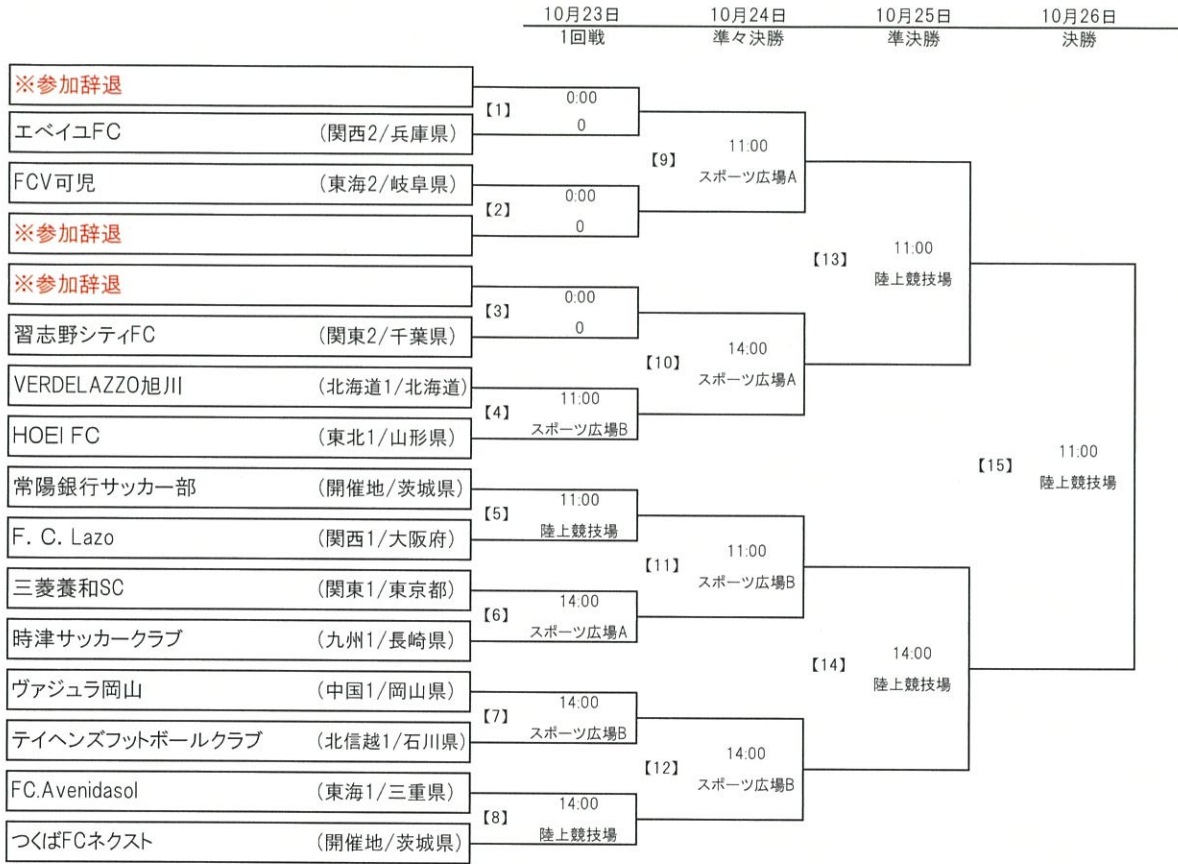 10月23日 10月24日 10月25日 10月26日
1回戦 準々決勝 準決勝 決勝
※参加辞退
エベイユFC (関西2/兵庫県)
FCV可児 (東海2/岐阜県)
※参加辞退
※参加辞退
習志野シティFC (関東2/千葉県)
VERDELAZZO旭川 (北海道1/北海道)
HOEI FC (東北1/山形県)
常陽銀行サッカー部 (開催地/茨城県)
F. C. Lazo (関西1/大阪府)
三菱養和SC (関東1/東京都)
時津サッカークラブ (九州1/長崎県)
ヴァジュラ岡山 (中国1/岡山県)
テイヘンズフットボールクラブ (北信越1/石川県)
FC.Avenidasol (東海1/三重県)
つくばFCネクスト (開催地/茨城県)
【1】 0:00
0
【2】 0:00
0
【3】 0:00
0
【4】 11:00
スポーツ広場B
【5】 11:00
陸上競技場
【6】 14:00
スポーツ広場A
【7】 14:00
スポーツ広場B
【8】 14:00
陸上競技場
【9】 11:00
スポーツ広場A
【10】 14:00
スポーツ広場A
【11】 11:00
スポーツ広場B
【12】 14:00
スポーツ広場B
【13】 11:00
陸上競技場
【14】 14:00
陸上競技場
【15】 11:00
陸上競技場